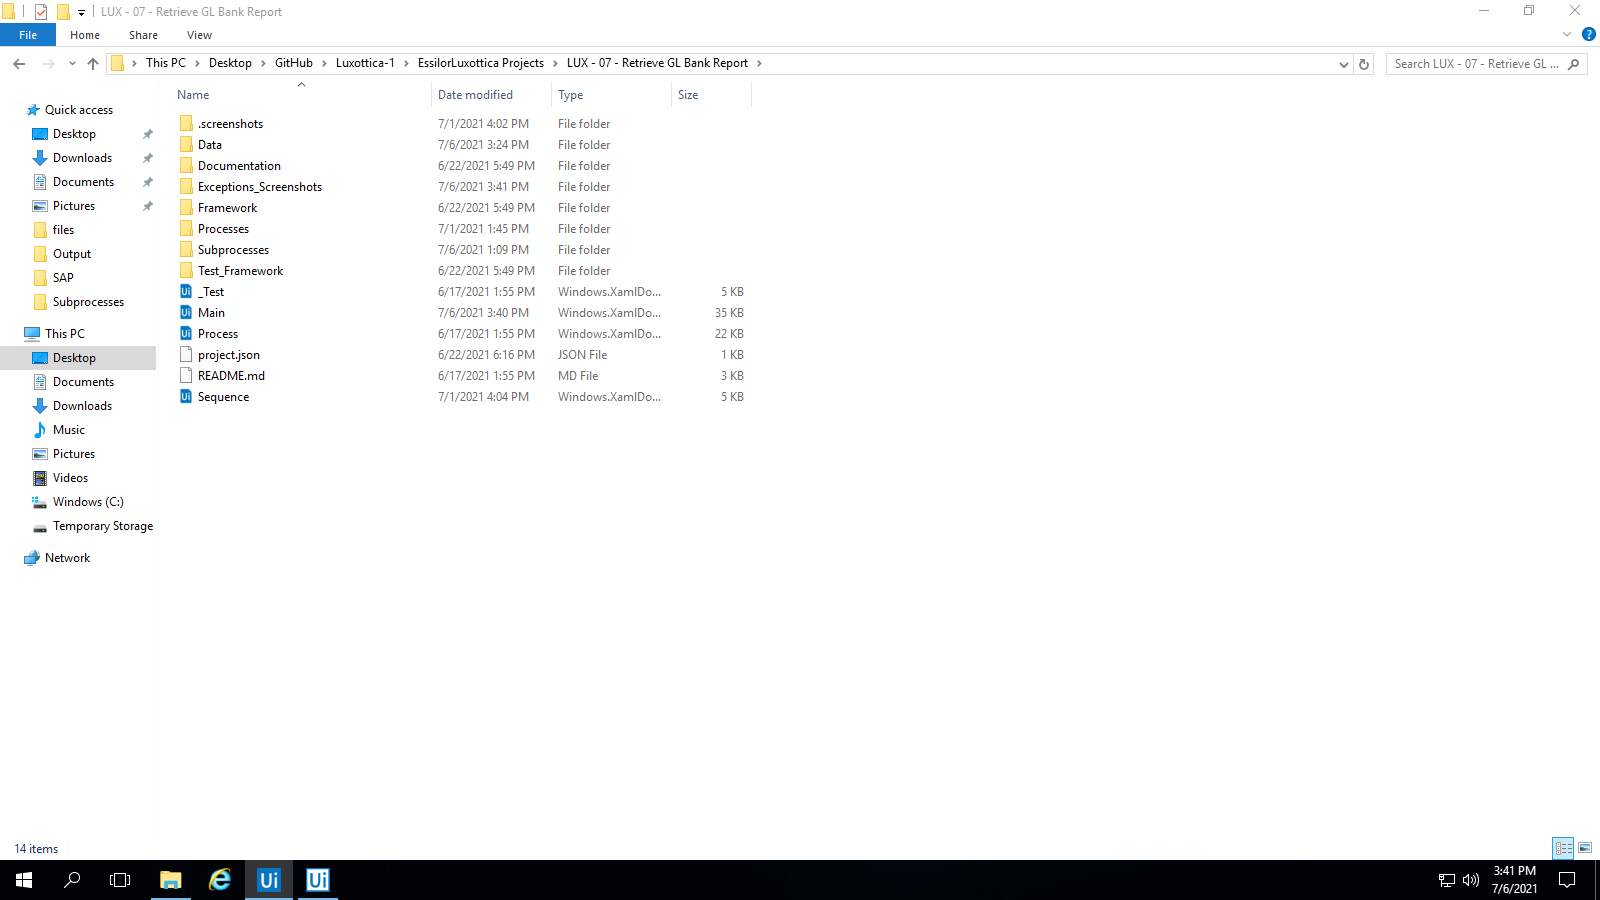 LUX - 07 - Retrieve GL Bank Report
File Home Share View
This PC Desktop GitHub Luxottica-1 EssilorLuxottica Projects LUX - 07 - Retrieve GL Bank Report
Search LUX - 07 - Retrieve GL ...
Quick access
Desktop
Downloads
Documents
Pictures
files
Output
SAP
Subprocesses
This PC
Desktop
Documents
Downloads
Music
Pictures
Videos
Windows (C:)
Temporary Storage
Network
Name Date modified Type Size
.screenshots 7/1/2021 4:02 PM File folder
Data 7/6/2021 3:24 PM File folder
Documentation 6/22/2021 5:49 PM File folder
Exceptions_Screenshots 7/6/2021 3:41 PM File folder
Framework 6/22/2021 5:49 PM File folder
Processes 7/1/2021 1:45 PM File folder
Subprocesses 7/6/2021 1:09 PM File folder
Test_Framework 6/22/2021 5:49 PM File folder
Ui _Test 6/17/2021 1:55 PM Windows.XamlDo... 5 KB
Ui Main 7/6/2021 3:40 PM Windows.XamlDo... 35 KB
Ui Process 6/17/2021 1:55 PM Windows.XamlDo... 22 KB
project.json 6/22/2021 6:16 PM JSON File 1 KB
README.md 6/17/2021 1:55 PM MD File 3 KB
Ui Sequence 7/1/2021 4:04 PM Windows.XamlDo... 5 KB
14 items
Ui Ui
3:41 PM
7/6/2021